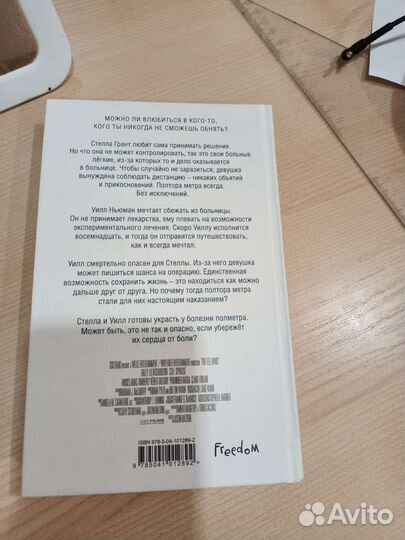 МОЖНО ЛИ ВЛЮБИТЬСЯ В КОГО-ТО,
КОГО ТЫ НИКОГДА НЕ СМОЖЕШЬ ОБНЯТЬ?
Стелла Грант любит сама принимать решения.
Но что она не может контролировать, так это свои больные
лёгкие, из-за которых то и дело оказывается
в больнице. Чтобы случайно не заразиться, девушка
вынуждена соблюдать дистанцию – никаких объятий
и прикосновений. Полтора метра всегда.
Без исключений.
Уилл Ньюман мечтает сбежать из больницы.
Он не принимает лекарства, ему плевать на возможности
экспериментального лечения. Скоро Уиллу исполнится
восемнадцать, и тогда он отправится путешествовать,
как и всегда мечтал.
Уилл смертельно опасен для Стеллы. Из-за него девушка
может лишиться шанса на операцию. Единственная
возможность сохранить жизнь – это находиться как можно
дальше друг от друга. Но почему тогда полтора метра
стали для них настоящим наказанием?
Стелла и Уилл готовы украсть у болезни полметра.
Может быть, это не так и опасно, если убережёт
их сердца от боли?
CBS FILMS
ISBN 978-5-04-101289-2
9785041012892 >
Freedom
Avito